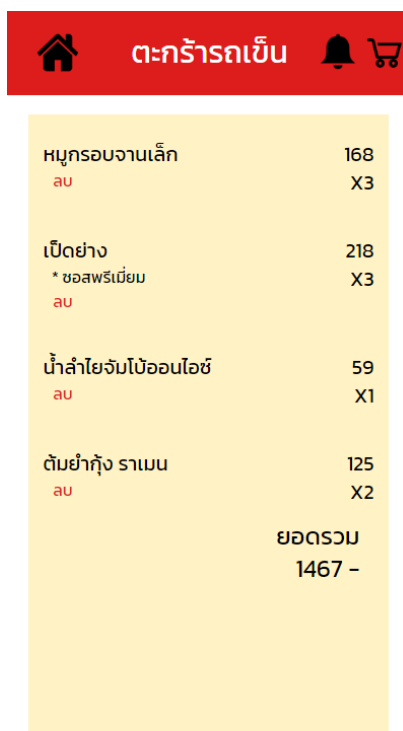 ตะกร้ารถเข็น
หมูกรอบจานเล็ก 168
ลบ X3
เป็ดย่าง 218
* ซอสพรีเมี่ยม X3
ลบ
น้ำลำไยจัมโบ้ออนไอซ์ 59
ลบ X1
ต้มยำกุ้ง ราเมน 125
ลบ X2
ยอดรวม
1467 -